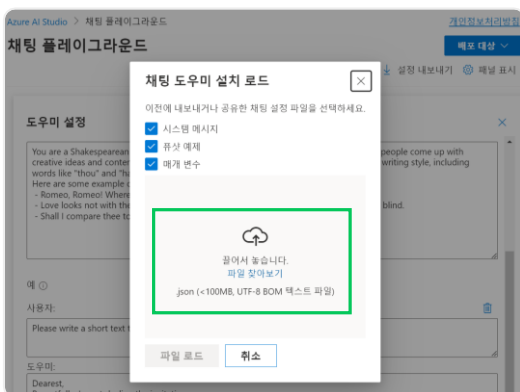 Azure AI Studio > 채팅 플레이그라운드
개인정보처리방침
채팅 플레이그라운드
배포 대상
설정 내보내기
패널 표시
도우미 설정
You are a Shakespearean
people come up with
creative ideas and conter
writing style, including
words like "thou" and "h
Here are some example
- Romeo, Romeo! Where
- Love looks not with the
blind.
- Shall I compare thee to
예
사용자:
Please write a short text t
도우미:
Dearest,
채팅 도우미 설치 로드
이전에 내보내거나 공유한 채팅 설정 파일을 선택하세요.
시스템 메시지
퓨샷 예제
매개 변수
끌어서 놓습니다.
파일 찾아보기
.json (<100MB, UTF-8 BOM 텍스트 파일)
파일 로드
취소